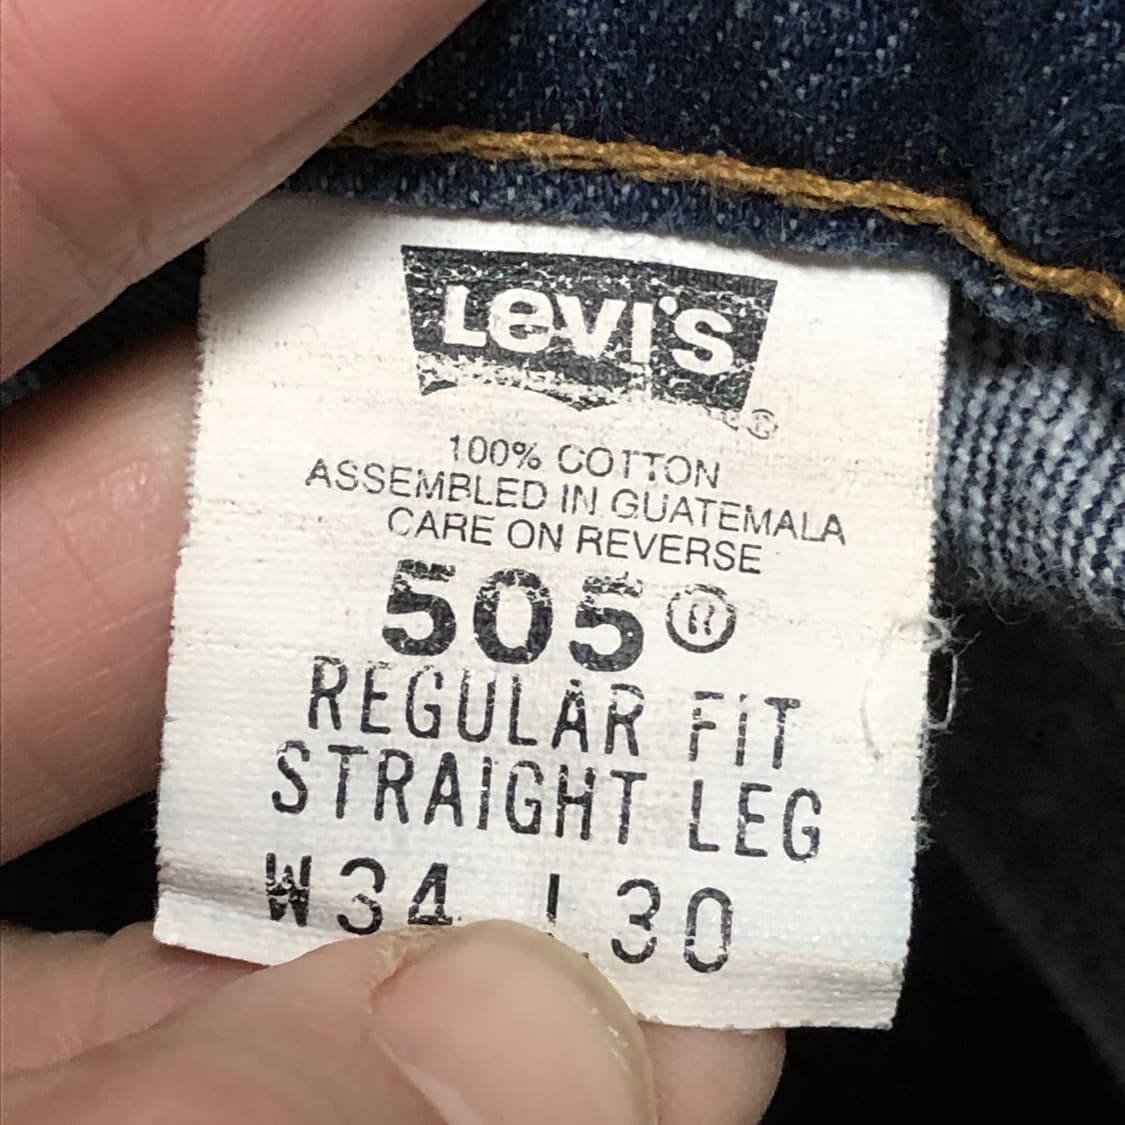 Levi's®
100% COTTON
ASSEMBLED IN GUATEMALA
CARE ON REVERSE
505®
REGULAR FIT
STRAIGHT LEG
W34 L30